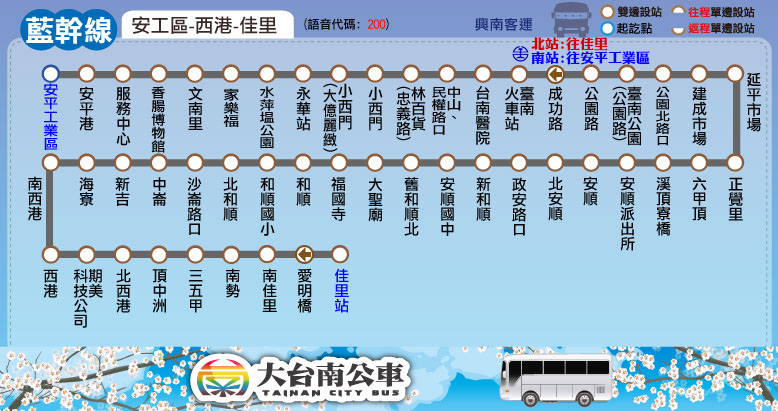 藍幹線
安工區-西港-佳里
（語音代碼：200）
興南客運
雙邊設站
往程單邊設站
起訖點
返程單邊設站
北站:往佳里
南站:往安平工業區
安平工業區
安平港
服務中心
香腸博物館
文南里
家樂福
水萍塭公園
永華站
小西門（大億麗緻）
小西門
林百貨（忠義路）
中山、民權路口
台南醫院
臺南火車站
成功路
公園路
臺南公園（公園路）
公園北路口
建成市場
延平市場
南西港
海寮
新吉
中崙
沙崙路口
北和順
和順國小
和順
福國寺
大聖廟
舊和順北
安順國中
新和順
政安路口
北安順
安順
安順派出所
溪頂寮橋
六甲頂
正覺里
西港
期美科技公司
北西港
頂中洲
三五甲
南勢
南佳里
愛明橋
佳里站
大台南公車
TAINAN CITY BUS